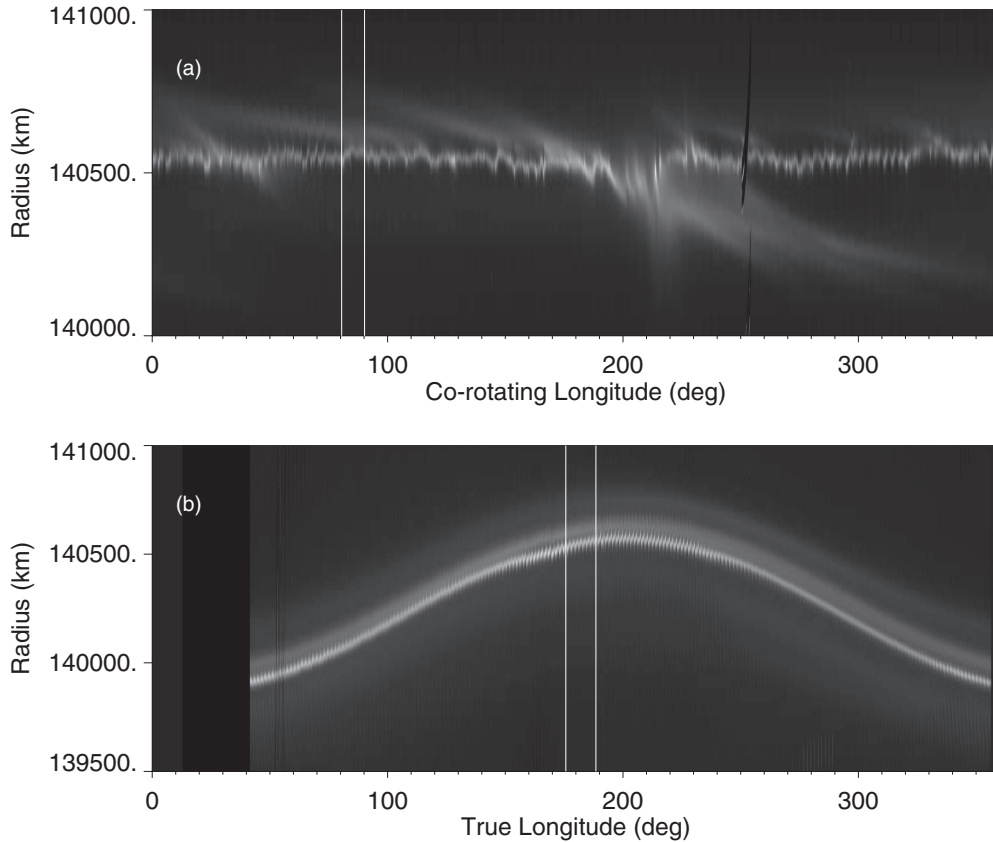 141000.
(a)
Radius (km)
140500.
140000.
0 100 200 300
Co-rotating Longitude (deg)
141000.
(b)
140500.
Radius (km)
140000.
139500.
0 100 200 300
True Longitude (deg)